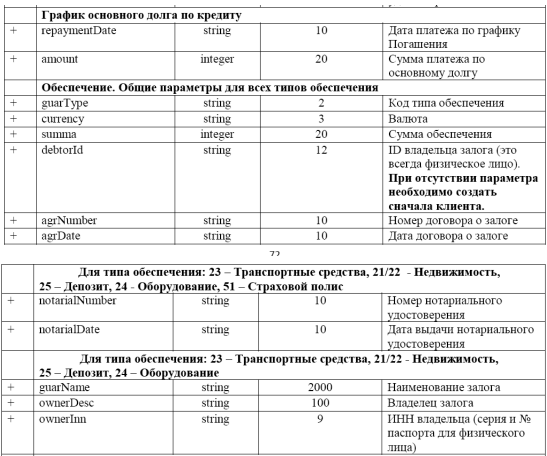 График основного долга по кредиту
+ repaymentDate string 10 Дата платежа по графику
Погашения
+ amount integer 20 Сумма платежа по
основному долгу
Обеспечение. Общие параметры для всех типов обеспечения
+ guarType string 2 Код типа обеспечения
+ currency string 3 Валюта
+ summa integer 20 Сумма обеспечения
+ debtorId string 12 ID владельца залога (это
всегда физическое лицо).
При отсутствии параметра
необходимо создать
сначала клиента.
+ agrNumber string 10 Номер договора о залоге
+ agrDate string 10 Дата договора о залоге
Для типа обеспечения: 23 – Транспортные средства, 21/22 - Недвижимость,
25 – Депозит, 24 - Оборудование, 51 – Страховой полис
+ notarialNumber string 10 Номер нотариального
удостоверения
+ notarialDate string 10 Дата выдачи нотариального
удостоверения
Для типа обеспечения: 23 – Транспортные средства, 21/22 - Недвижимость,
25 – Депозит, 24 – Оборудование
+ guarName string 2000 Наименование залога
+ ownerDesc string 100 Владелец залога
+ ownerInn string 9 ИНН владельца (серия и №
паспорта для физического
лица)